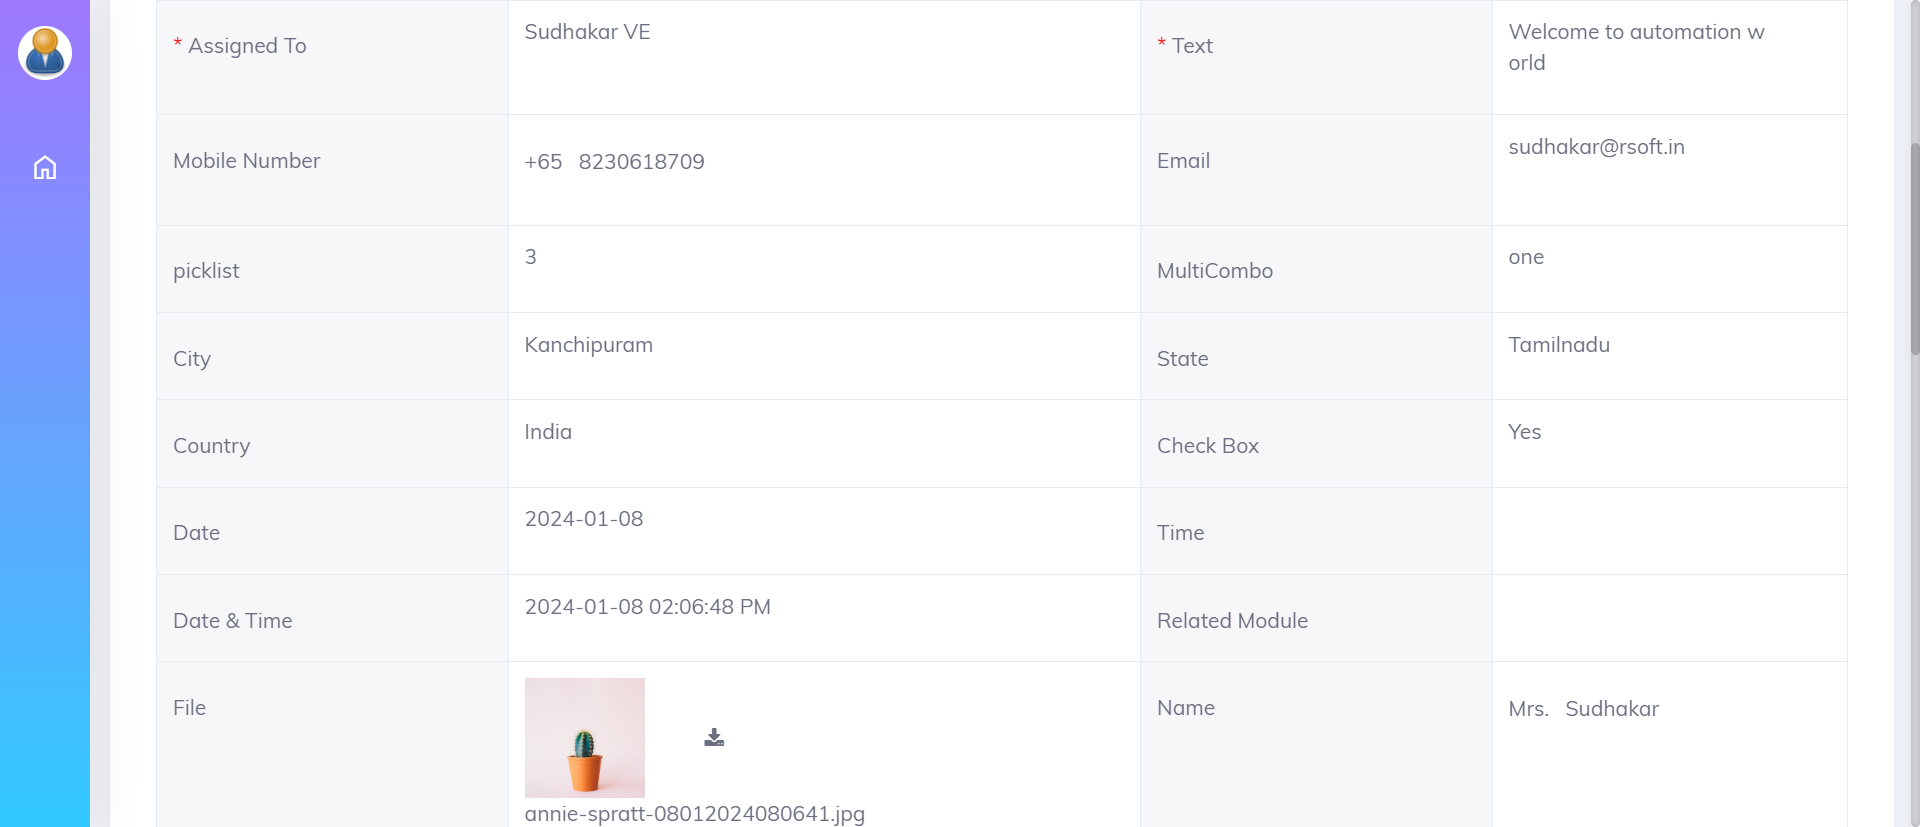 * Assigned To
Sudhakar VE
* Text
Welcome to automation w
orld
Mobile Number
+65 8230618709
Email
sudhakar@rsoft.in
picklist
3
MultiCombo
one
City
Kanchipuram
State
Tamilnadu
Country
India
Check Box
Yes
Date
2024-01-08
Time
Date & Time
2024-01-08 02:06:48 PM
Related Module
File
annie-spratt-08012024080641.jpg
Name
Mrs. Sudhakar